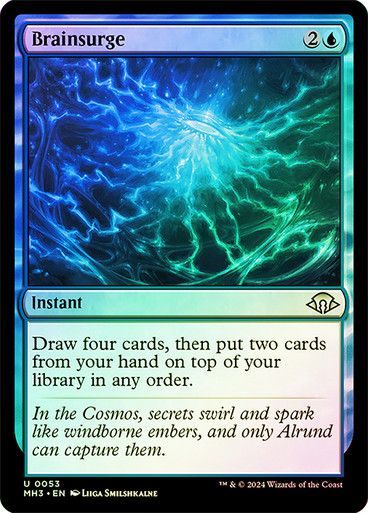 Brainsurge 2
Instant
Draw four cards, then put two cards
from your hand on top of your
library in any order.
In the Cosmos, secrets swirl and spark
like windborne embers, and only Alrund
can capture them.
U 0053
MH3 • EN LIIGA SMILSHKALNE
™ & © 2024 Wizards of the Coast